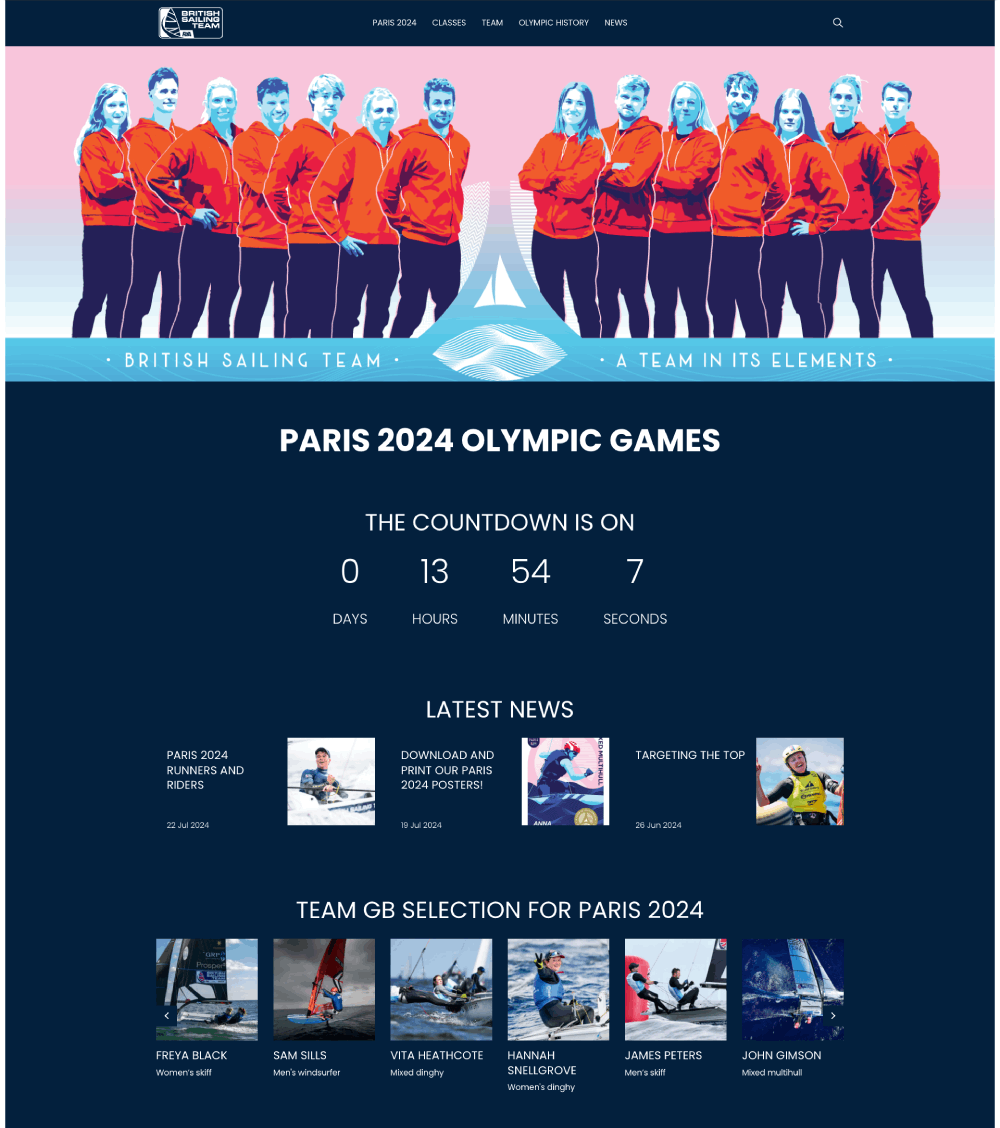 BRITISH
SAILING
TEAM
PARIS 2024 CLASSES TEAM OLYMPIC HISTORY NEWS
· BRITISH SAILING TEAM ·
· A TEAM IN ITS ELEMENTS ·
PARIS 2024 OLYMPIC GAMES
THE COUNTDOWN IS ON
0 13 54 7
DAYS HOURS MINUTES SECONDS
LATEST NEWS
PARIS 2024
RUNNERS AND
RIDERS
22 Jul 2024
DOWNLOAD AND
PRINT OUR PARIS
2024 POSTERS!
19 Jul 2024
MULTIHULL
ANNA
TARGETING THE TOP
26 Jun 2024
TEAM GB SELECTION FOR PARIS 2024
FREYA BLACK
Women's skiff
SAM SILLS
Men's windsurfer
VITA HEATHCOTE
Mixed dinghy
HANNAH
SNELLGROVE
Women's dinghy
JAMES PETERS
Men's skiff
JOHN GIMSON
Mixed multihull